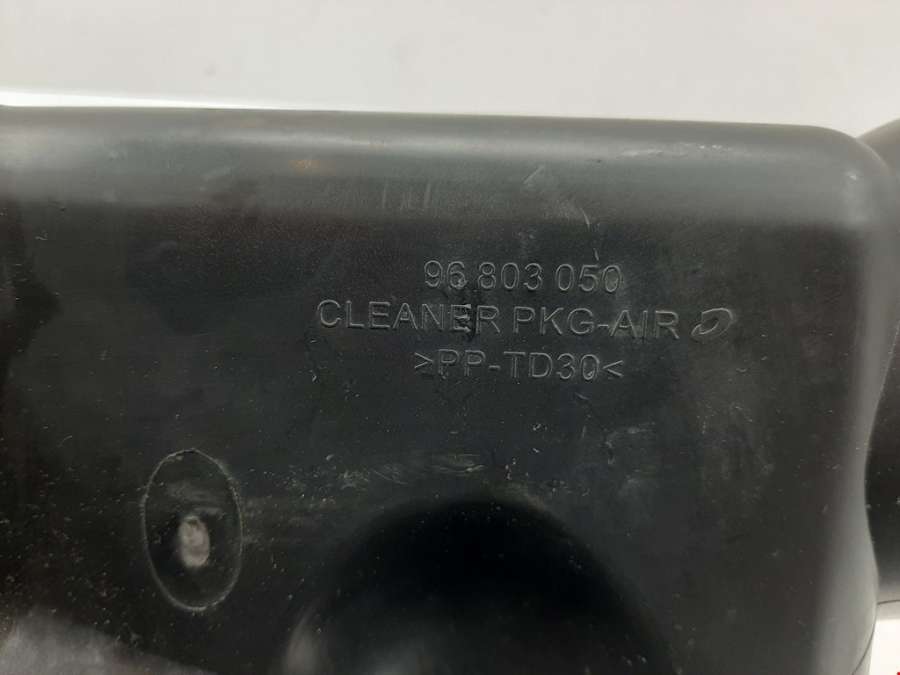 96 803 050
CLEANER PKG-AIR
>PP-TD30<